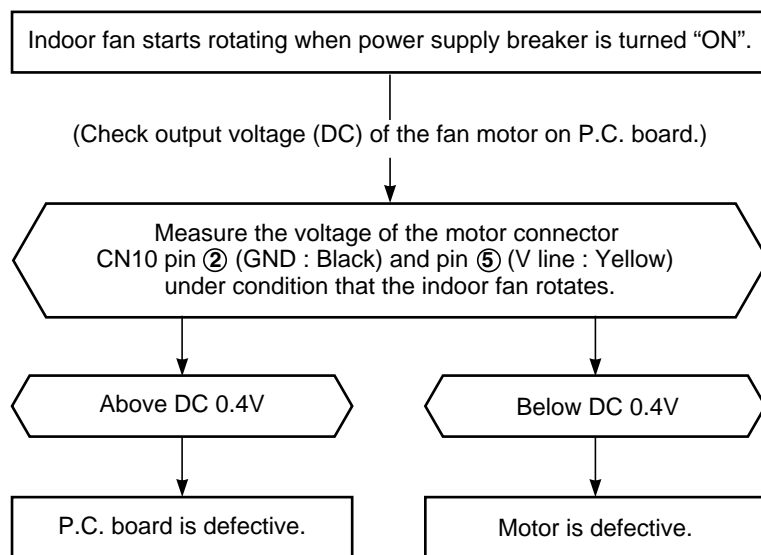 Indoor fan starts rotating when power supply breaker is turned “ON”.
(Check output voltage (DC) of the fan motor on P.C. board.)
Measure the voltage of the motor connector
CN10 pin ② (GND : Black) and pin ⑤ (V line : Yellow)
under condition that the indoor fan rotates.
Above DC 0.4V
Below DC 0.4V
P.C. board is defective.
Motor is defective.